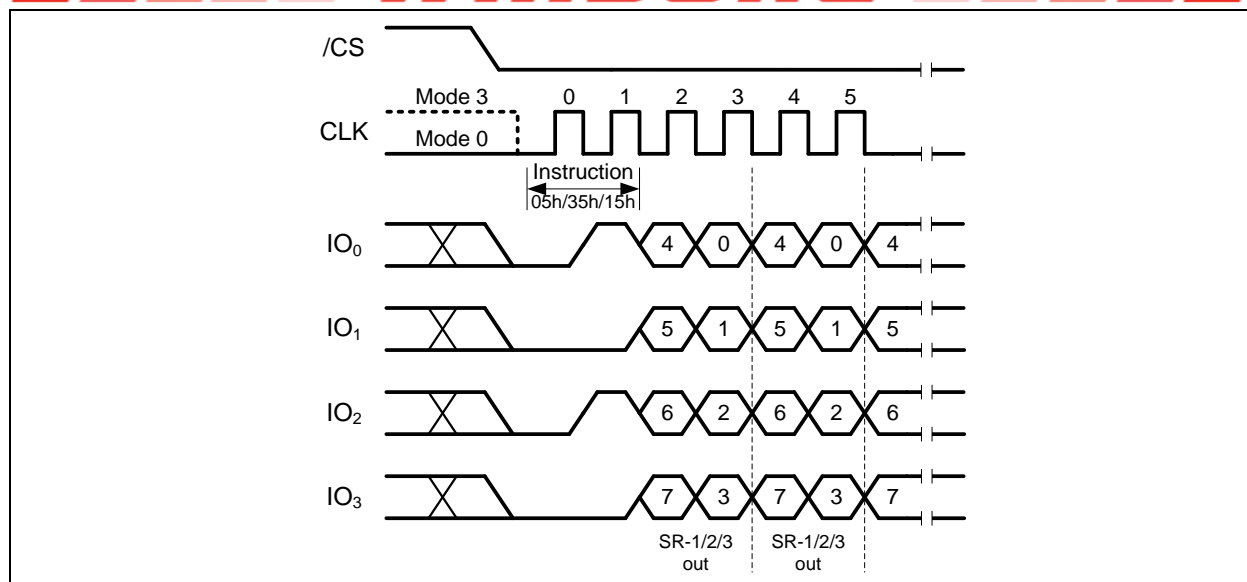 /CS
Mode 3 0 1 2 3 4 5
CLK
Mode 0
Instruction
05h/35h/15h
IO₀ 4 0 4 0 4
IO₁ 5 1 5 1 5
IO₂ 6 2 6 2 6
IO₃ 7 3 7 3 7
SR-1/2/3 SR-1/2/3
out out